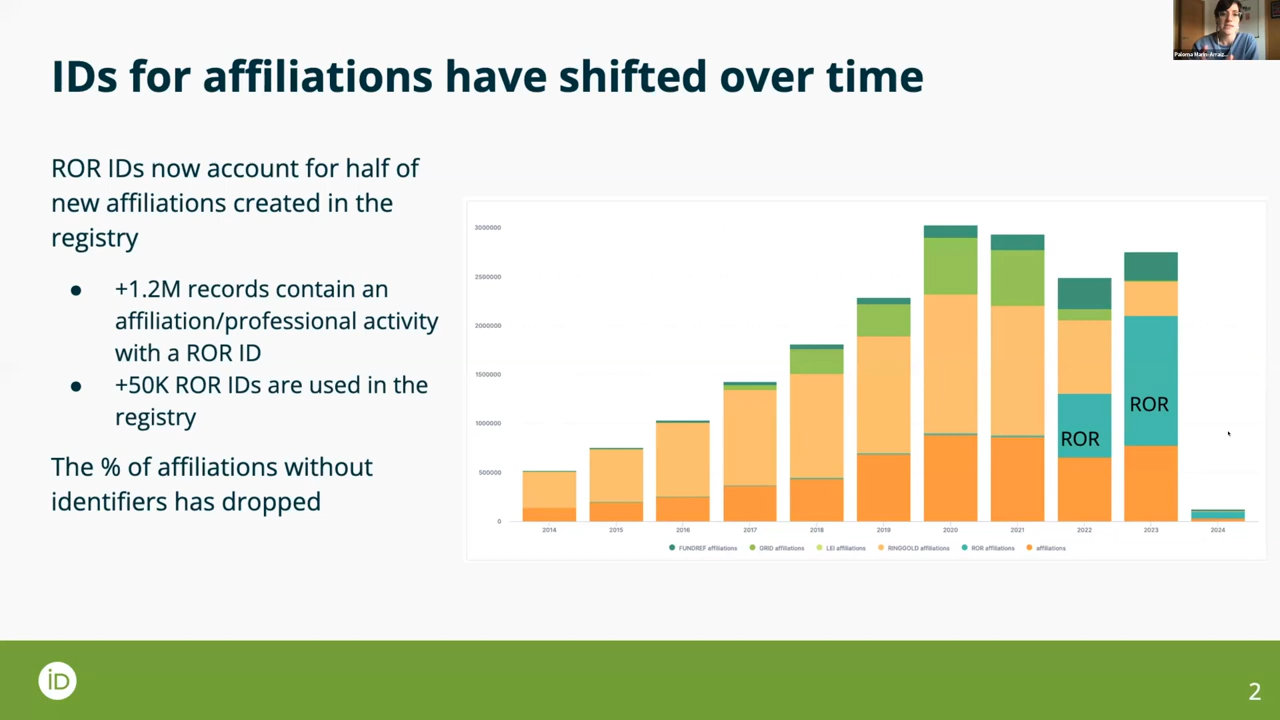 IDs for affiliations have shifted over time
ROR IDs now account for half of
new affiliations created in the
registry
● +1.2M records contain an
affiliation/professional activity
with a ROR ID
● +50K ROR IDs are used in the
registry
The % of affiliations without
identifiers has dropped
3000000
2500000
2000000
1500000
1000000
500000
0
ROR
ROR
2014 2015 2016 2017 2018 2019 2020 2021 2022 2023 2024
FUNDREF affiliations GRID affiliations LEI affiliations RINGGOLD affiliations ROR affiliations affiliations
iD
2